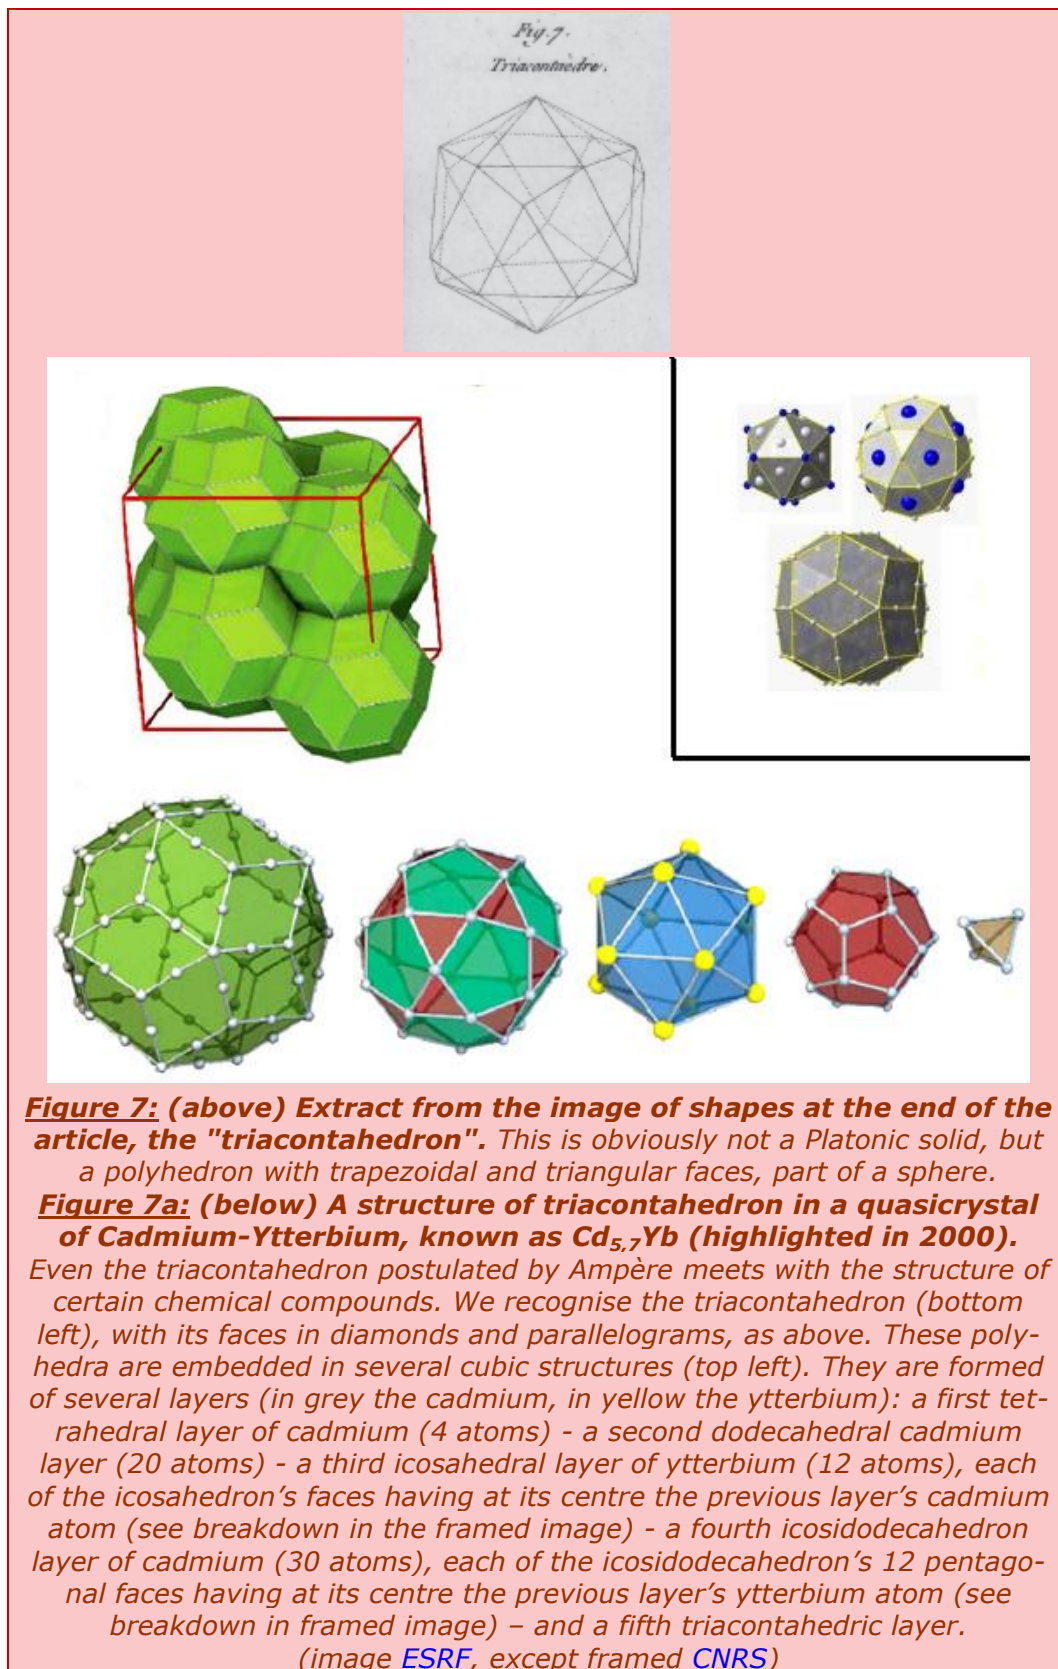 Fig. 7.
Triacontaèdre.
Figure 7: (above) Extract from the image of shapes at the end of the
article, the "triacontahedron". This is obviously not a Platonic solid, but
a polyhedron with trapezoidal and triangular faces, part of a sphere.
Figure 7a: (below) A structure of triacontahedron in a quasicrystal
of Cadmium-Ytterbium, known as Cd5,7Yb (highlighted in 2000).
Even the triacontahedron postulated by Ampère meets with the structure of
certain chemical compounds. We recognise the triacontahedron (bottom
left), with its faces in diamonds and parallelograms, as above. These poly-
hedra are embedded in several cubic structures (top left). They are formed
of several layers (in grey the cadmium, in yellow the ytterbium): a first tet-
rahedral layer of cadmium (4 atoms) - a second dodecahedral cadmium
layer (20 atoms) - a third icosahedral layer of ytterbium (12 atoms), each
of the icosahedron’s faces having at its centre the previous layer’s cadmium
atom (see breakdown in the framed image) - a fourth icosidodecahedron
layer of cadmium (30 atoms), each of the icosidodecahedron’s 12 pentago-
nal faces having at its centre the previous layer’s ytterbium atom (see
breakdown in framed image) – and a fifth triacontahedric layer.
(image ESRF, except framed CNRS)